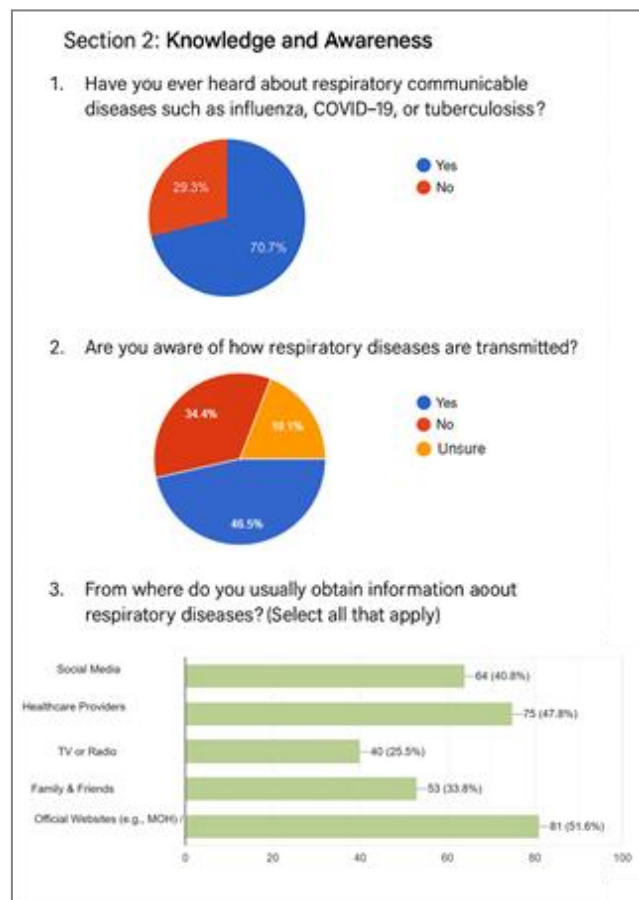 Section 2: Knowledge and Awareness
1. Have you ever heard about respiratory communicable
diseases such as influenza, COVID–19, or tuberculosiss?
Yes
No
29.3%
70.7%
2. Are you aware of how respiratory diseases are transmitted?
Yes
No
Unsure
34.4%
19.1%
46.5%
3. From where do you usually obtain information aoout
respiratory diseases? (Select all that apply)
Social Media
64 (40.8%)
Healthcare Providers
75 (47.8%)
TV or Radio
40 (25.5%)
Family & Friends
53 (33.8%)
Official Websites (e.g., MOH) /
81 (51.6%)
0 20 40 60 80 100